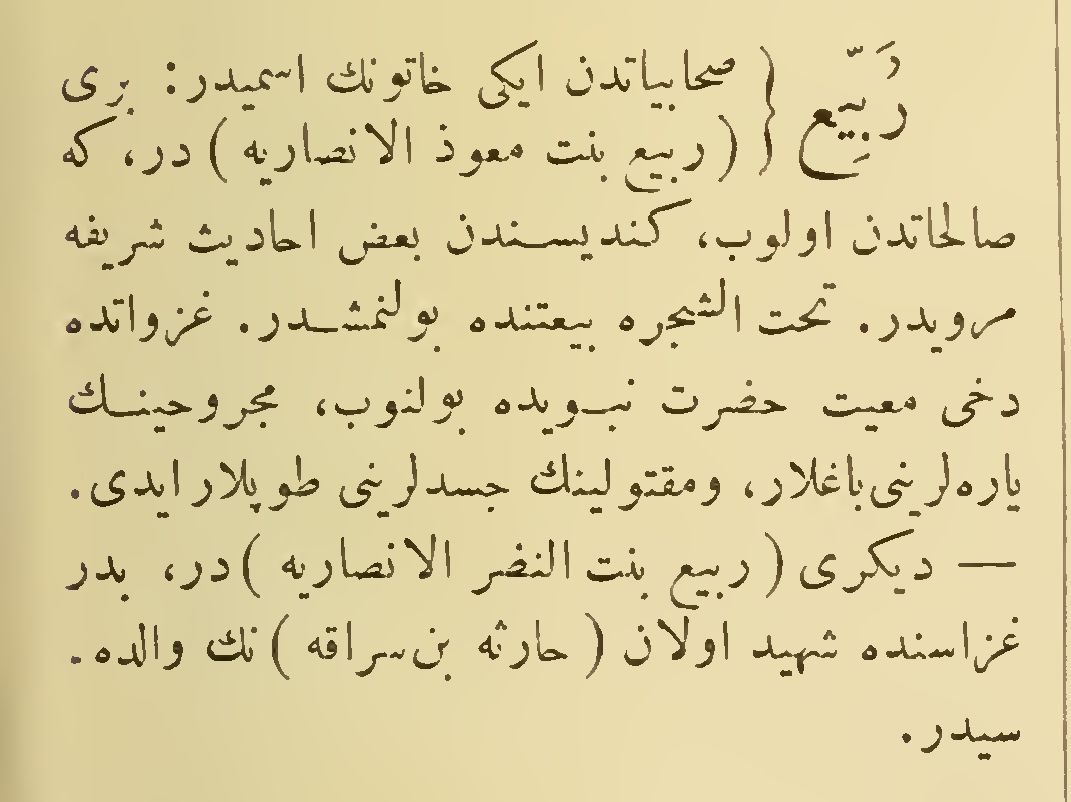 رُبَيِّع { صحابیاتدن ایکی خاتونك اسمیدر: بری
( ربیع بنت معوذ الانصاریه ) در، که
صالحاتدن اولوب، کندیسندن بعض احادیث شریفه
مرویدر. تحت الشجره بیعتنده بولنمشدر. غزواتده
دخی معیت حضرت نبویده بولنوب، مجروحینك
یاره لرینی باغلار، ومقتولینك جسدلرینی طوپلار ایدی.
— دیکری ( ربیع بنت النضر الانصاریه ) در، بدر
غزاسنده شهید اولان ( حارثه بن سراقه ) نك والده.
سیدر.